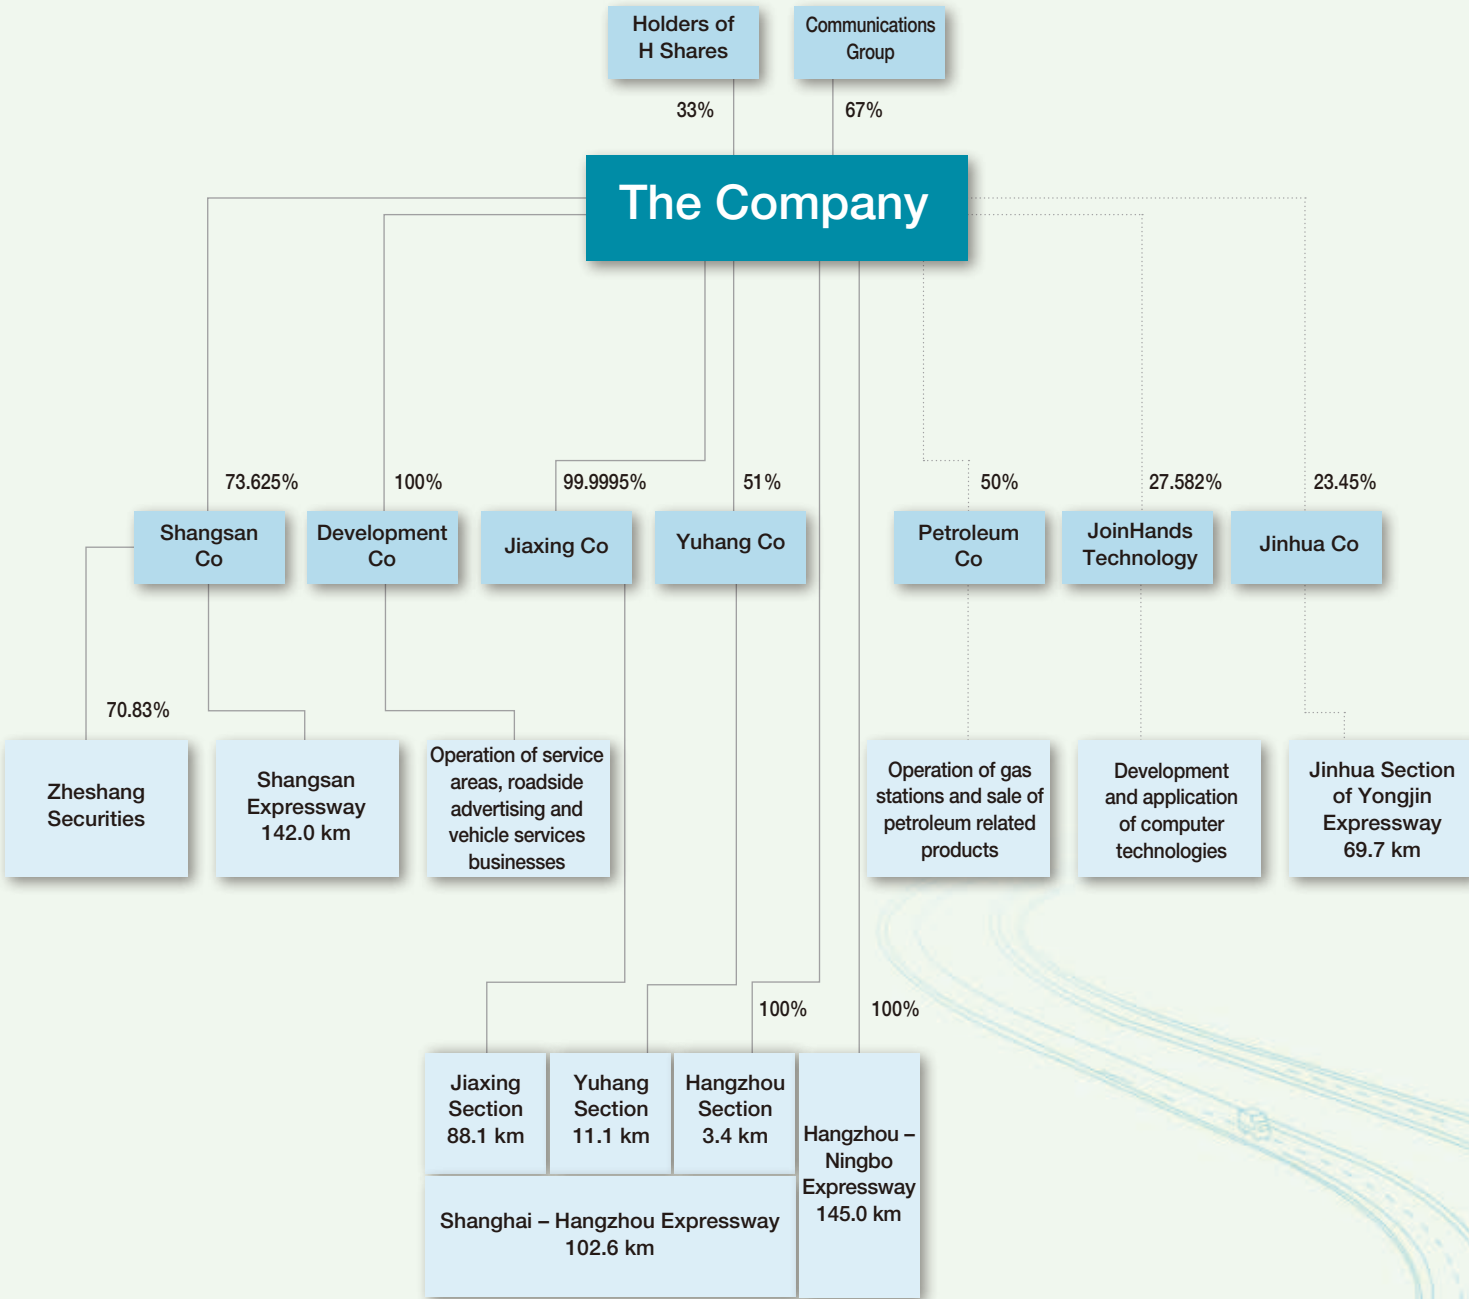 Holders of
H Shares
Communications
Group
33%
67%
The Company
73.625%
100%
99.9995%
51%
50%
27.582%
23.45%
Shangsan
Co
Development
Co
Jiaxing Co
Yuhang Co
Petroleum
Co
JoinHands
Technology
Jinhua Co
70.83%
Zheshang
Securities
Shangsan
Expressway
142.0 km
Operation of service
areas, roadside
advertising and
vehicle services
businesses
Operation of gas
stations and sale of
petroleum related
products
Development
and application
of computer
technologies
Jinhua Section
of Yongjin
Expressway
69.7 km
100%
100%
Jiaxing
Section
88.1 km
Yuhang
Section
11.1 km
Hangzhou
Section
3.4 km
Hangzhou –
Ningbo
Expressway
145.0 km
Shanghai – Hangzhou Expressway
102.6 km